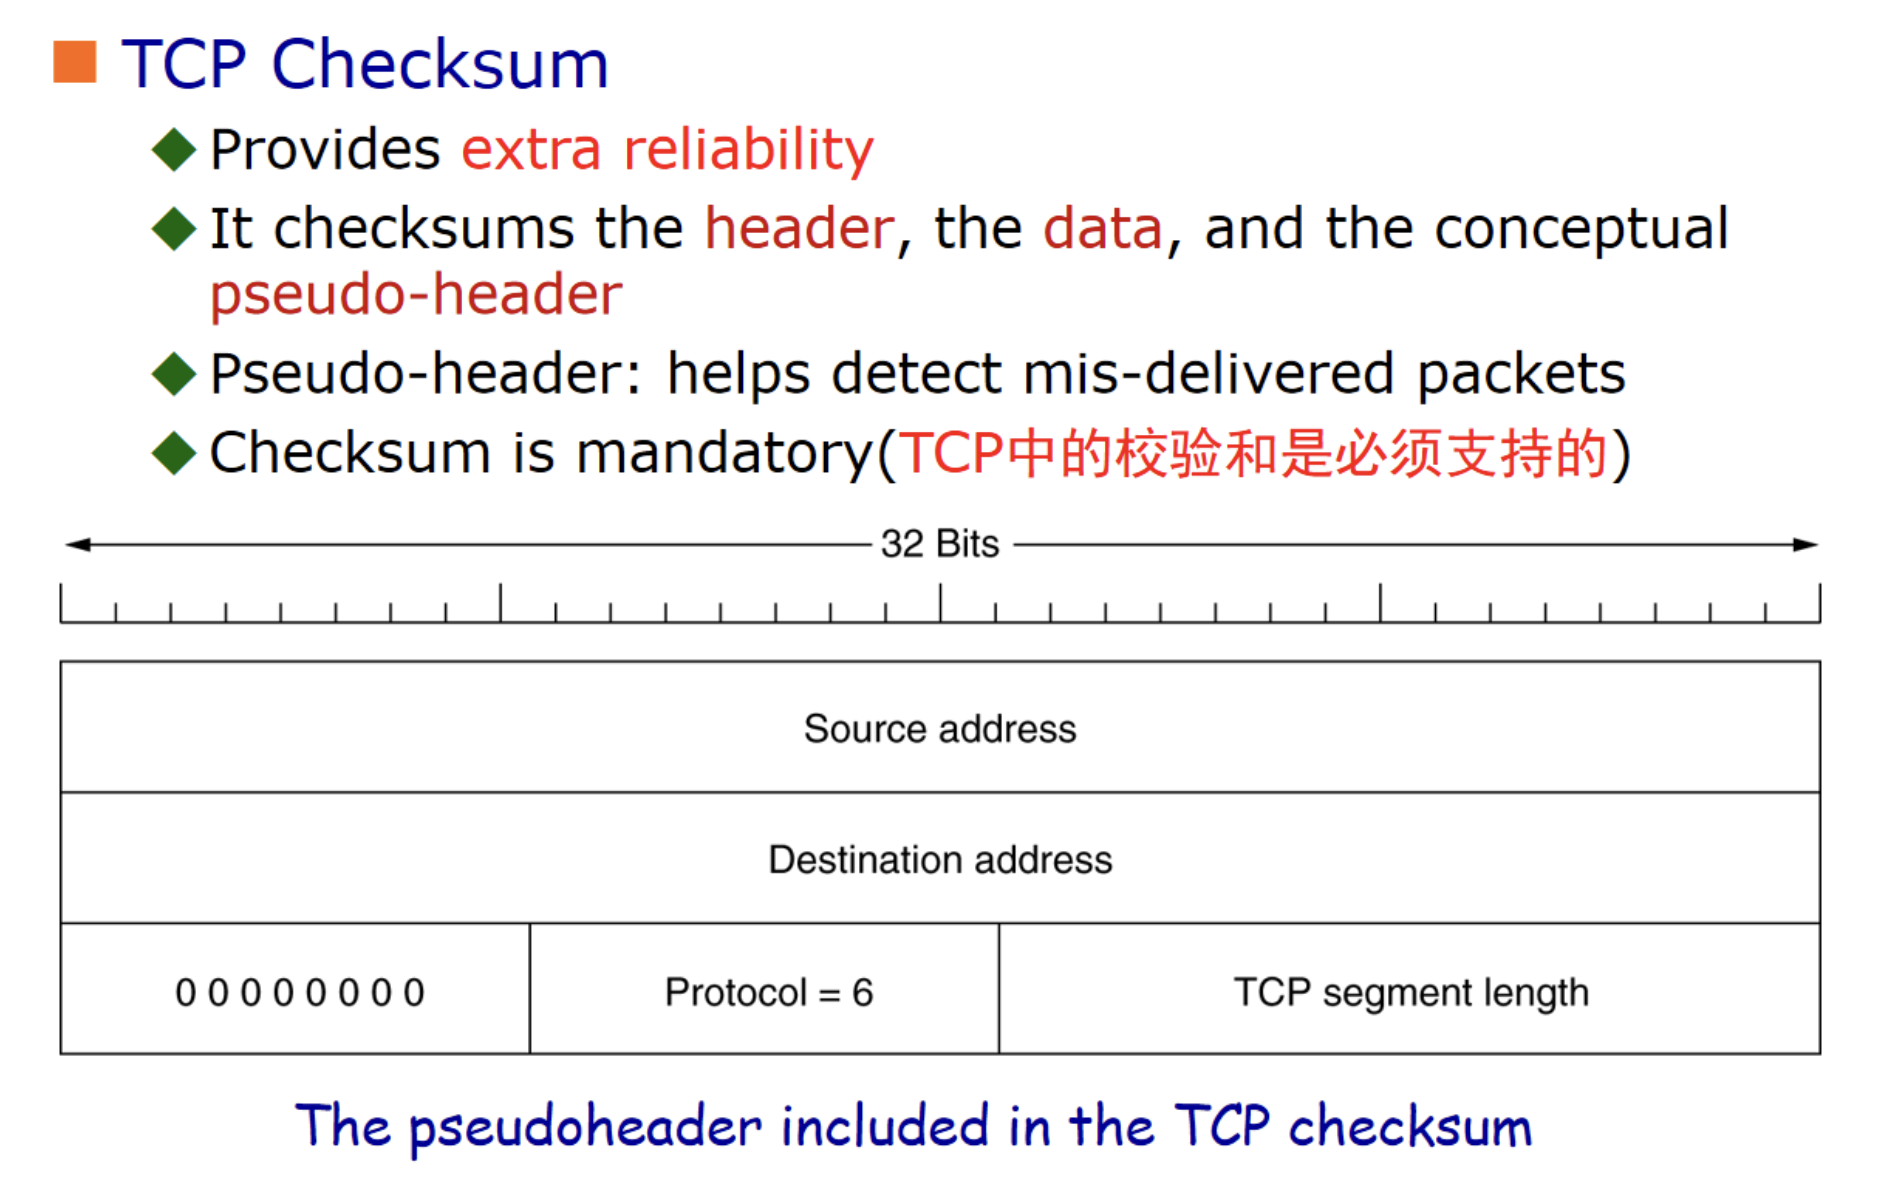 TCP Checksum
Provides extra reliability
It checksums the header, the data, and the conceptual
pseudo-header
Pseudo-header: helps detect mis-delivered packets
Checksum is mandatory(TCP中的校验和是必须支持的)
32 Bits
Source address
Destination address
0 0 0 0 0 0 0 0 Protocol = 6 TCP segment length
The pseudoheader included in the TCP checksum